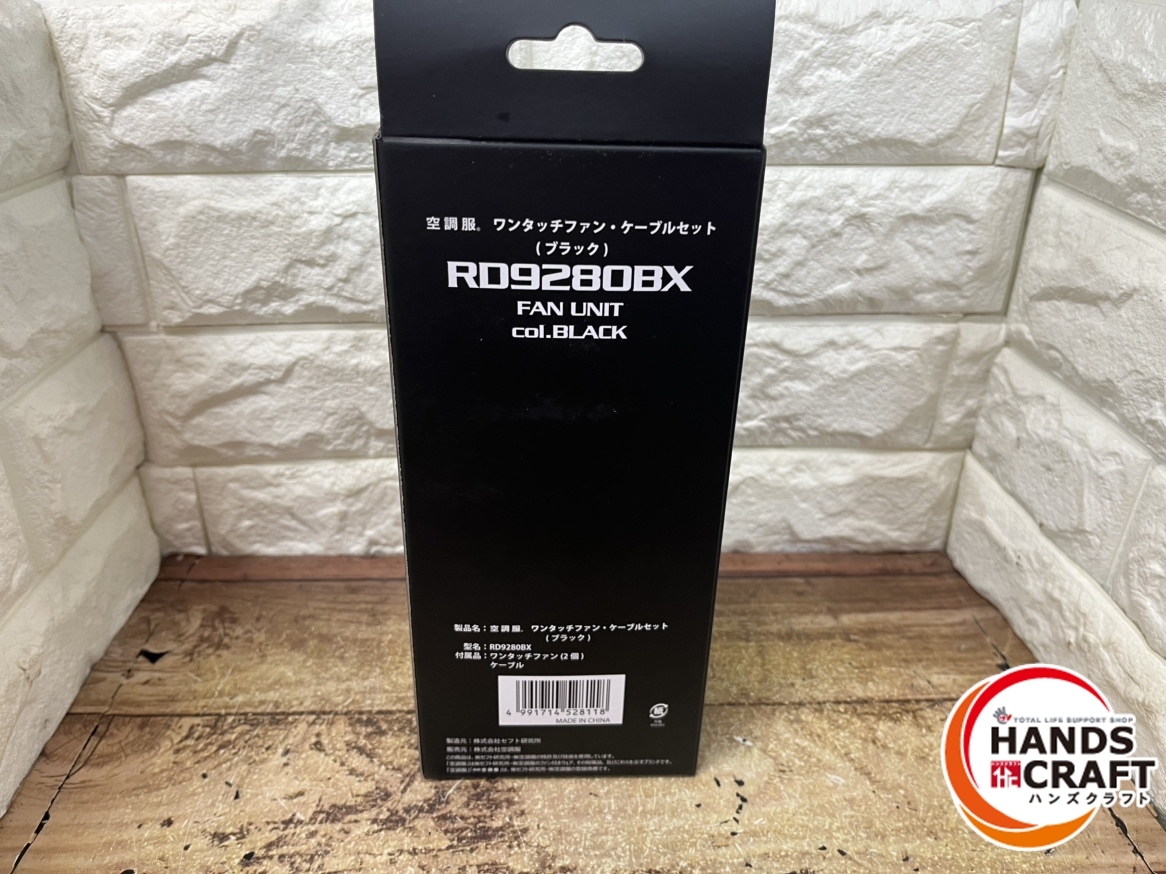 空調服® ワンタッチファン・ケーブルセット
(ブラック)
RD9280BX
FAN UNIT
col.BLACK
製品名：空調服® ワンタッチファン・ケーブルセット
(ブラック)
型名：RD9280BX
付属品：ワンタッチファン(2個)
ケーブル
4 991714 528118
MADE IN CHINA
製造元：株式会社セフト研究所
販売元：株式会社空調服
TOTAL LIFE SUPPORT SHOP
HANDS
CRAFT
ハンズクラフト